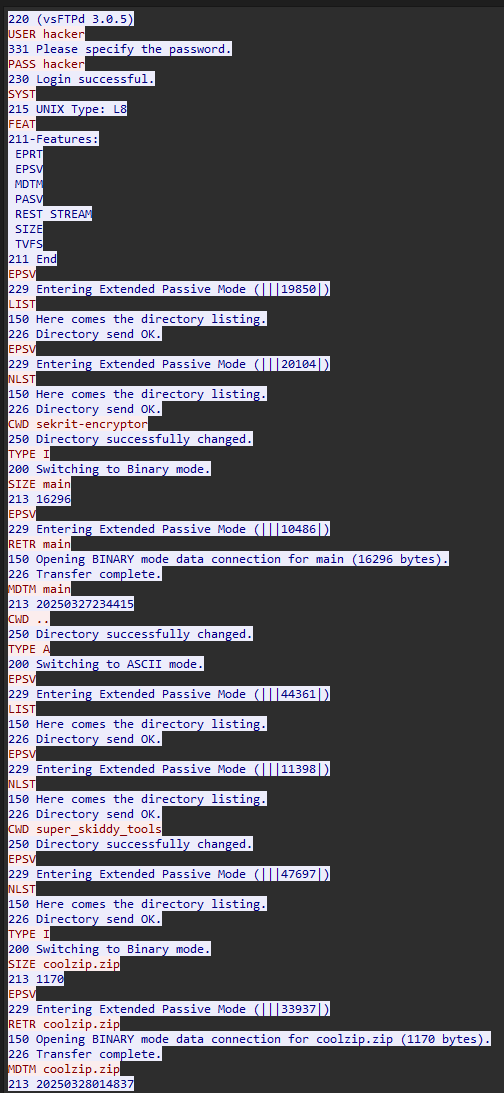 220 (vsFTPd 3.0.5)
USER hacker
331 Please specify the password.
PASS hacker
230 Login successful.
SYST
215 UNIX Type: L8
FEAT
211-Features:
 EPRT
 EPSV
 MDTM
 PASV
 REST STREAM
 SIZE
 TVFS
211 End
EPSV
229 Entering Extended Passive Mode (|||19850|)
LIST
150 Here comes the directory listing.
226 Directory send OK.
EPSV
229 Entering Extended Passive Mode (|||20104|)
NLST
150 Here comes the directory listing.
226 Directory send OK.
CWD sekrit-encryptor
250 Directory successfully changed.
TYPE I
200 Switching to Binary mode.
SIZE main
213 16296
EPSV
229 Entering Extended Passive Mode (|||10486|)
RETR main
150 Opening BINARY mode data connection for main (16296 bytes).
226 Transfer complete.
MDTM main
213 20250327234415
CWD ..
250 Directory successfully changed.
TYPE A
200 Switching to ASCII mode.
EPSV
229 Entering Extended Passive Mode (|||44361|)
LIST
150 Here comes the directory listing.
226 Directory send OK.
EPSV
229 Entering Extended Passive Mode (|||11398|)
NLST
150 Here comes the directory listing.
226 Directory send OK.
CWD super_skiddy_tools
250 Directory successfully changed.
EPSV
229 Entering Extended Passive Mode (|||47697|)
NLST
150 Here comes the directory listing.
226 Directory send OK.
TYPE I
200 Switching to Binary mode.
SIZE coolzip.zip
213 1170
EPSV
229 Entering Extended Passive Mode (|||33937|)
RETR coolzip.zip
150 Opening BINARY mode data connection for coolzip.zip (1170 bytes).
226 Transfer complete.
MDTM coolzip.zip
213 20250328014837